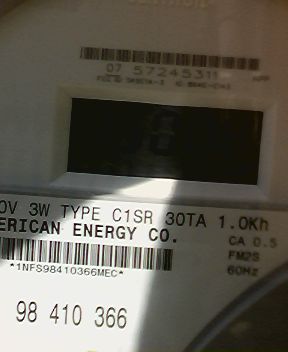 07 57245311
0V 3W TYPE C1SR 30TA 1.0Kh
ERICAN ENERGY CO.
CA 0.5
FM2S
60Hz
*1NFS98410366MEC*
98 410 366